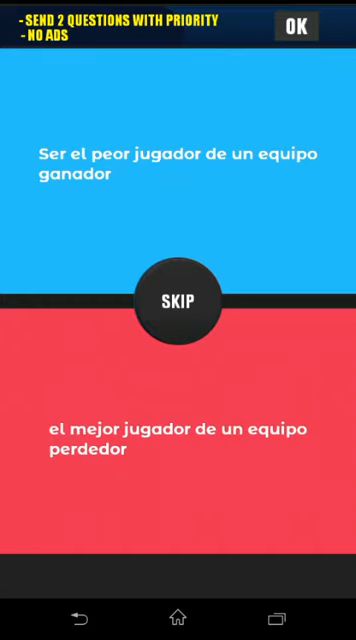 - SEND 2 QUESTIONS WITH PRIORITY
- NO ADS
OK
Ser el peor jugador de un equipo
ganador
SKIP
el mejor jugador de un equipo
perdedor